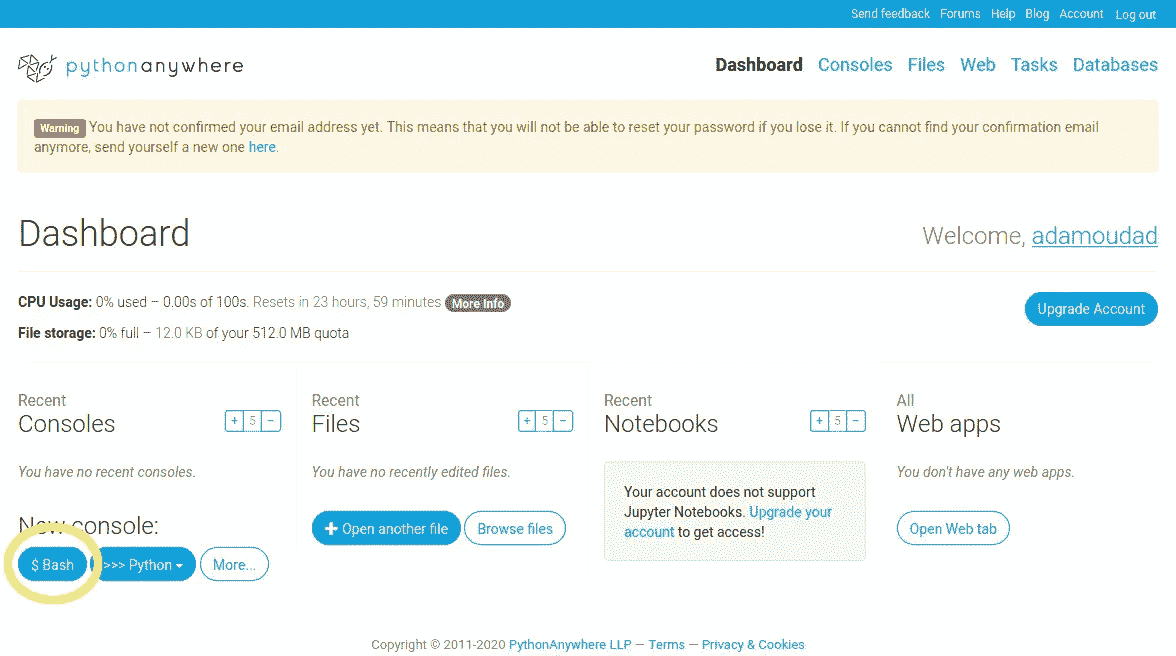 Send feedback Forums Help Blog Account Log out
pythonanywhere
Dashboard Consoles Files Web Tasks Databases
Warning You have not confirmed your email address yet. This means that you will not be able to reset your password if you lose it. If you cannot find your confirmation email
anymore, send yourself a new one here.
Dashboard
Welcome, adamoudad
CPU Usage: 0% used – 0.00s of 100s. Resets in 23 hours, 59 minutes More Info
File storage: 0% full – 12.0 KB of your 512.0 MB quota
Upgrade Account
Recent
Consoles
+ 5 -
You have no recent consoles.
New console:
$ Bash
>>> Python
More...
Recent
Files
+ 5 -
You have no recently edited files.
+ Open another file
Browse files
Recent
Notebooks
+ 5 -
Your account does not support
Jupyter Notebooks. Upgrade your
account to get access!
All
Web apps
You don't have any web apps.
Open Web tab
Copyright © 2011-2020 PythonAnywhere LLP — Terms — Privacy & Cookies